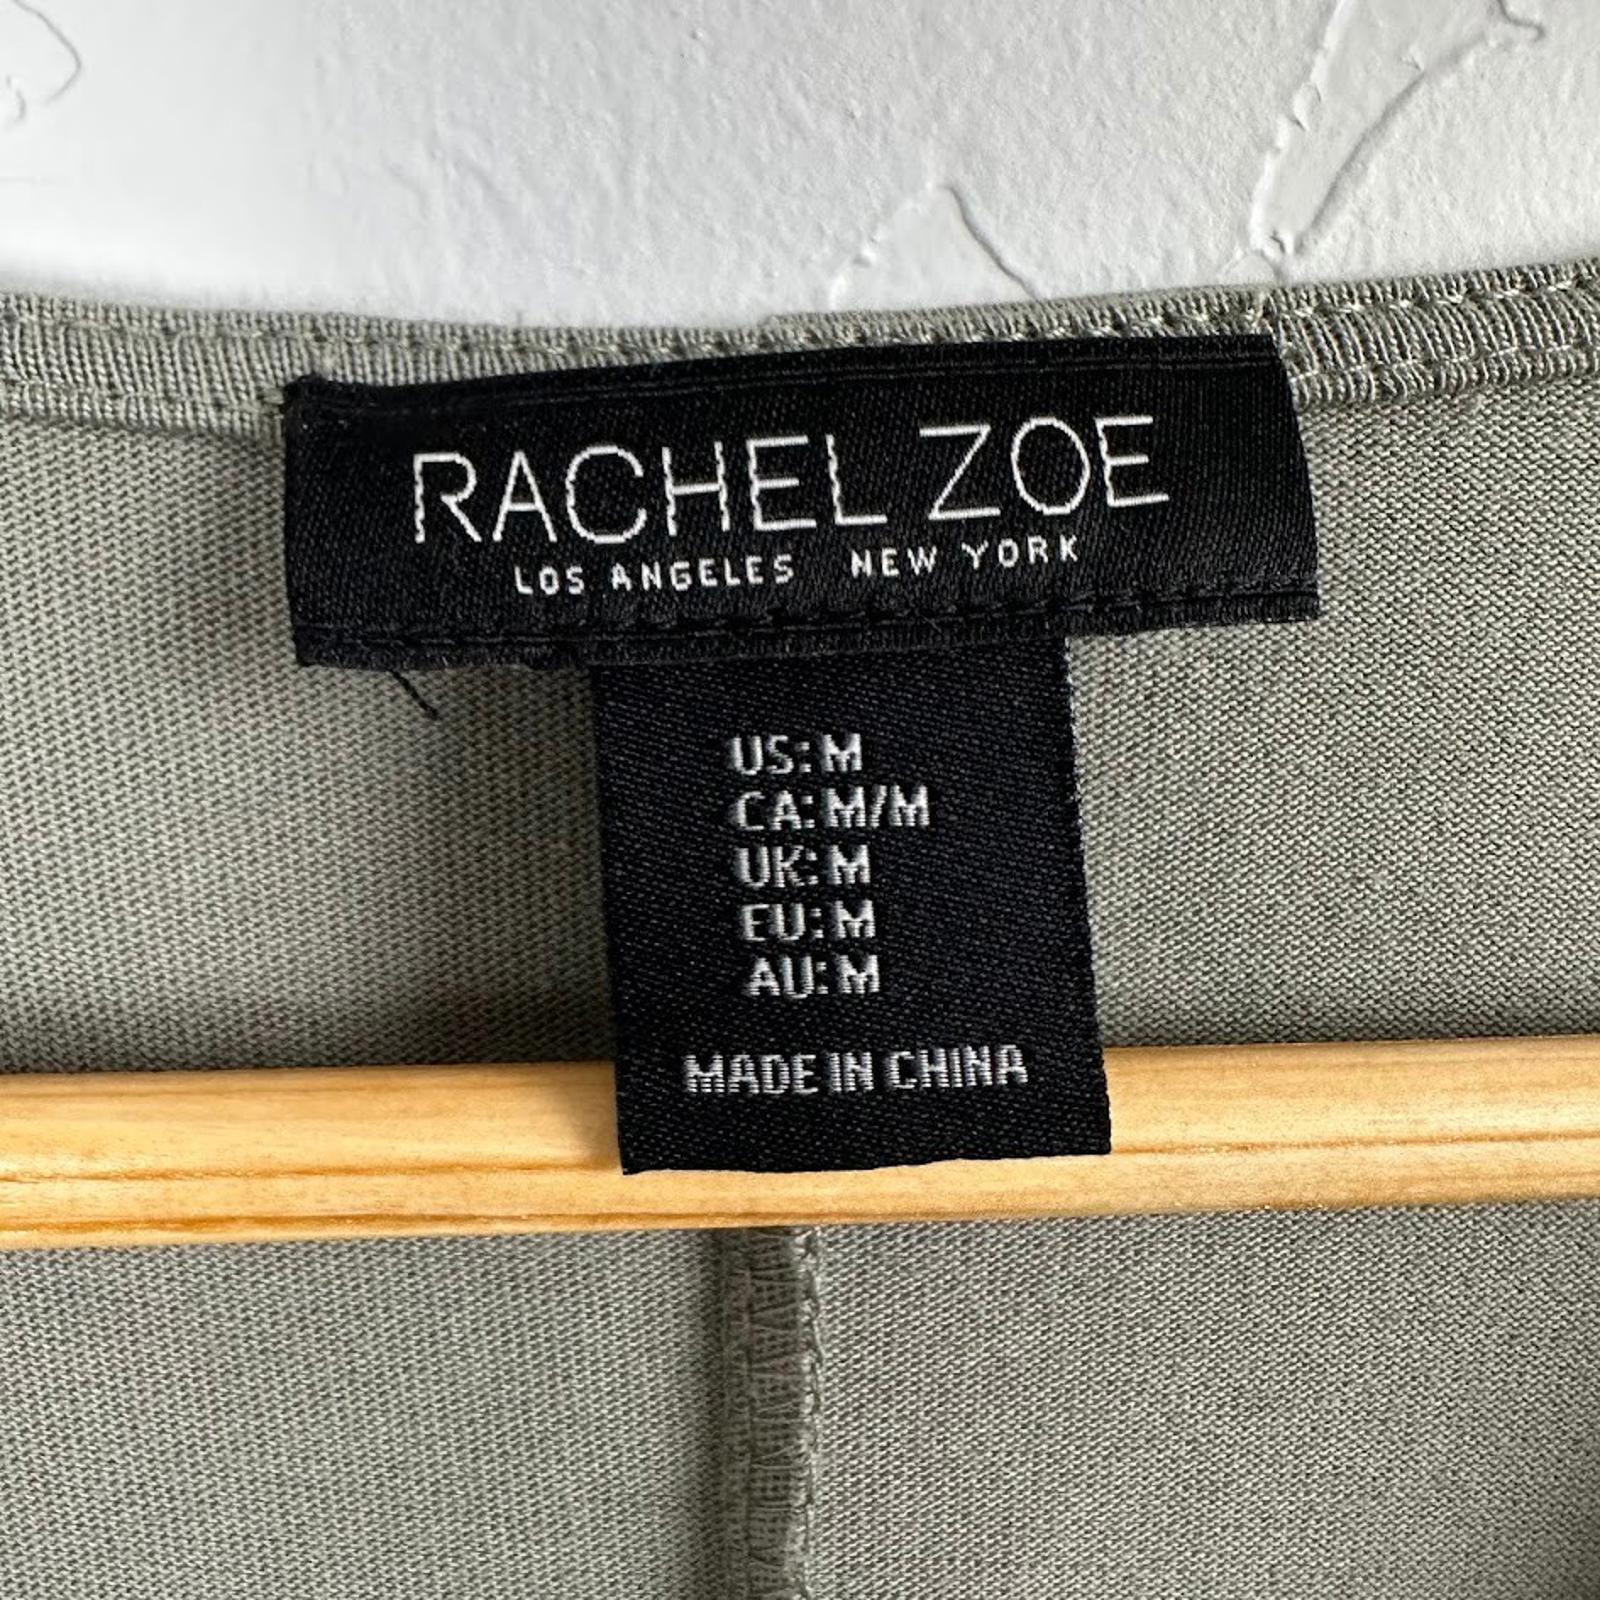 RACHEL ZOE
LOS ANGELES NEW YORK
US: M
CA: M/M
UK: M
EU: M
AU: M
MADE IN CHINA